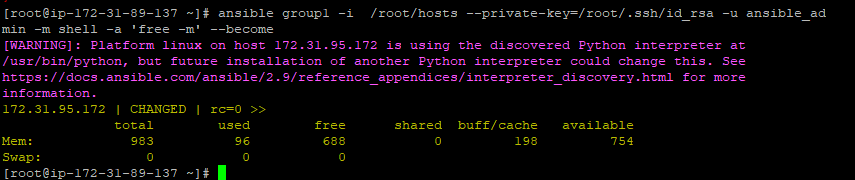 [root@ip-172-31-89-137 ~]# ansible group1 -i  /root/hosts --private-key=/root/.ssh/id_rsa -u ansible_ad
min -m shell -a 'free -m' --become
[WARNING]: Platform linux on host 172.31.95.172 is using the discovered Python interpreter at
/usr/bin/python, but future installation of another Python interpreter could change this. See
https://docs.ansible.com/ansible/2.9/reference_appendices/interpreter_discovery.html for more
information.
172.31.95.172 | CHANGED | rc=0 >>
              total        used        free      shared  buff/cache   available
Mem:            983          96         688           0         198         754
Swap:             0           0           0
[root@ip-172-31-89-137 ~]#